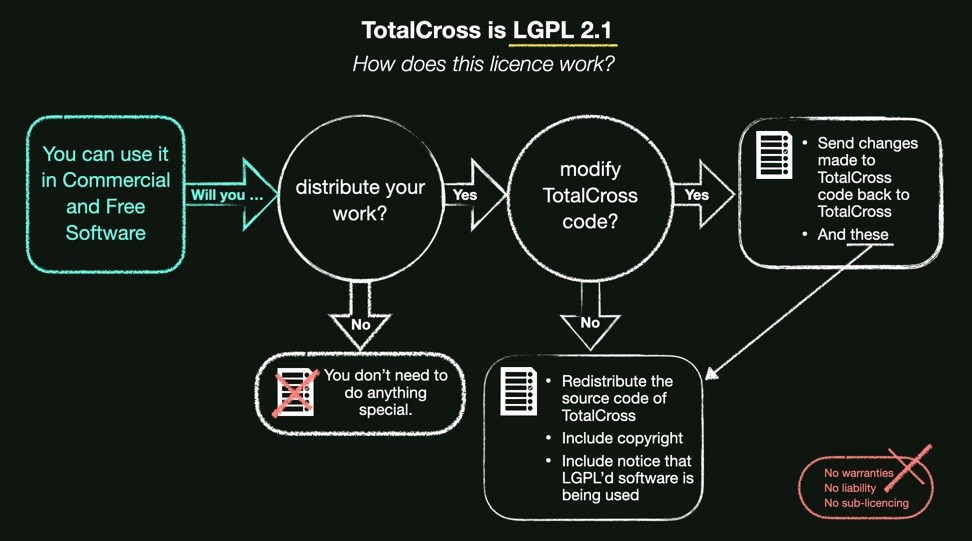 TotalCross is LGPL 2.1
How does this licence work?
You can use it
in Commercial
and Free
Software
Will you ...
distribute your
work?
Yes
modify
TotalCross
code?
Yes
• Send changes
made to
TotalCross
code back to
TotalCross
• And these
No
You don't need to
do anything
special.
No
• Redistribute the
source code of
TotalCross
• Include copyright
• Include notice that
LGPL'd software is
being used
No warranties
No liability
No sub-licencing